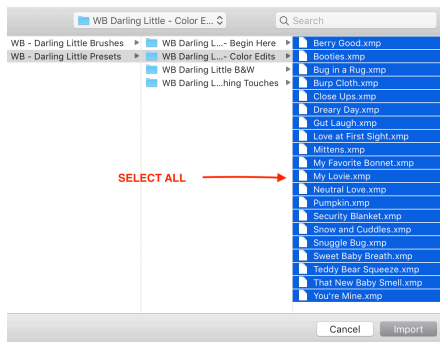 WB Darling Little - Color E...
Search
WB - Darling Little Brushes
WB - Darling Little Presets
WB Darling L...- Begin Here
WB Darling L...- Color Edits
WB Darling Little B&W
WB Darling L...hing Touches
Berry Good.xmp
Booties.xmp
Bug in a Rug.xmp
Burp Cloth.xmp
Close Ups.xmp
Dreary Day.xmp
Gut Laugh.xmp
Love at First Sight.xmp
Mittens.xmp
My Favorite Bonnet.xmp
My Lovie.xmp
Neutral Love.xmp
Pumpkin.xmp
Security Blanket.xmp
Snow and Cuddles.xmp
Snuggle Bug.xmp
Sweet Baby Breath.xmp
Teddy Bear Squeeze.xmp
That New Baby Smell.xmp
You're Mine.xmp
SELECT ALL
Cancel
Import